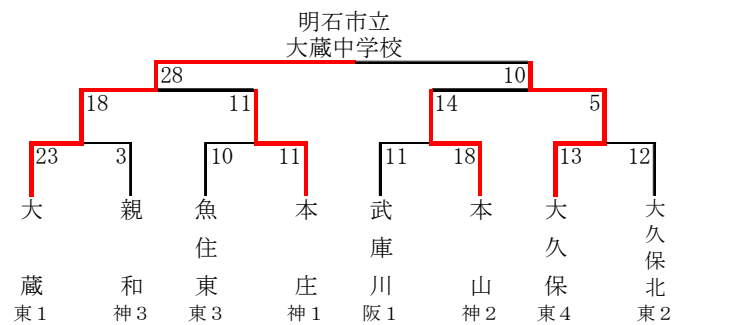 明石市立
大蔵中学校
28 10
18 11 14 5
23 3 10 11 11 18 13 12
大蔵 親和 魚住東 本庄 武庫川 本山 大久保 大久保北
東1 神3 東3 神1 阪1 神2 東4 東2